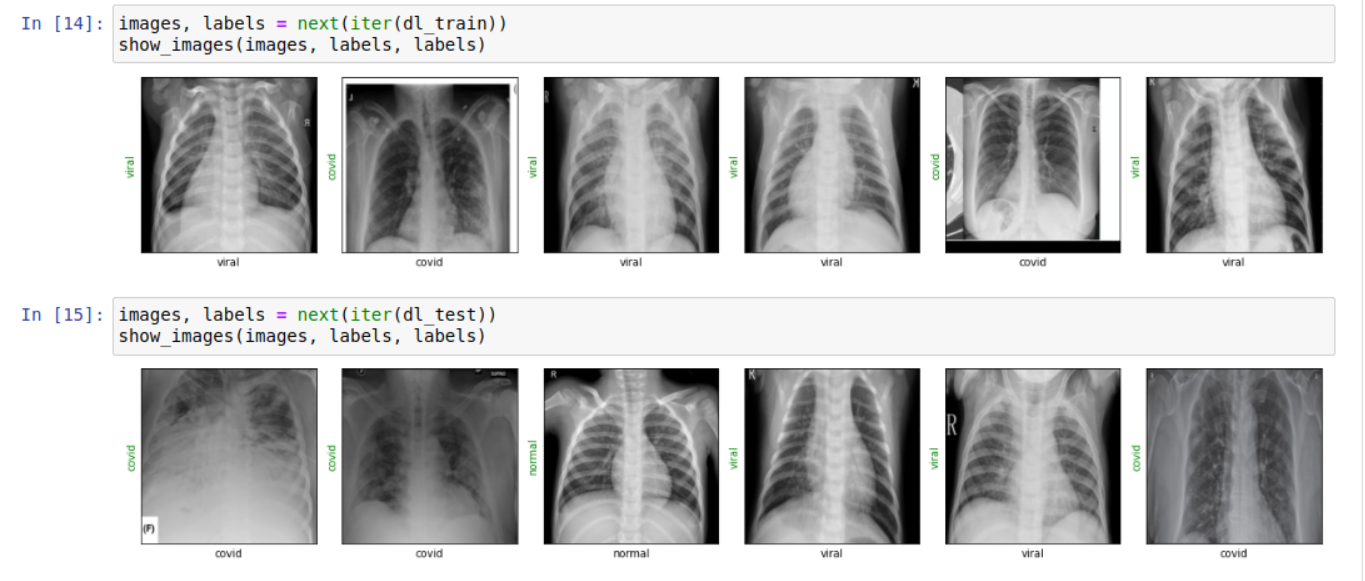 In [14]: images, labels = next(iter(dl_train))
show_images(images, labels, labels)
viral covid viral viral covid viral
viral covid viral viral covid viral
In [15]: images, labels = next(iter(dl_test))
show_images(images, labels, labels)
R K R
covid covid normal viral viral covid
(F)
covid covid normal viral viral covid